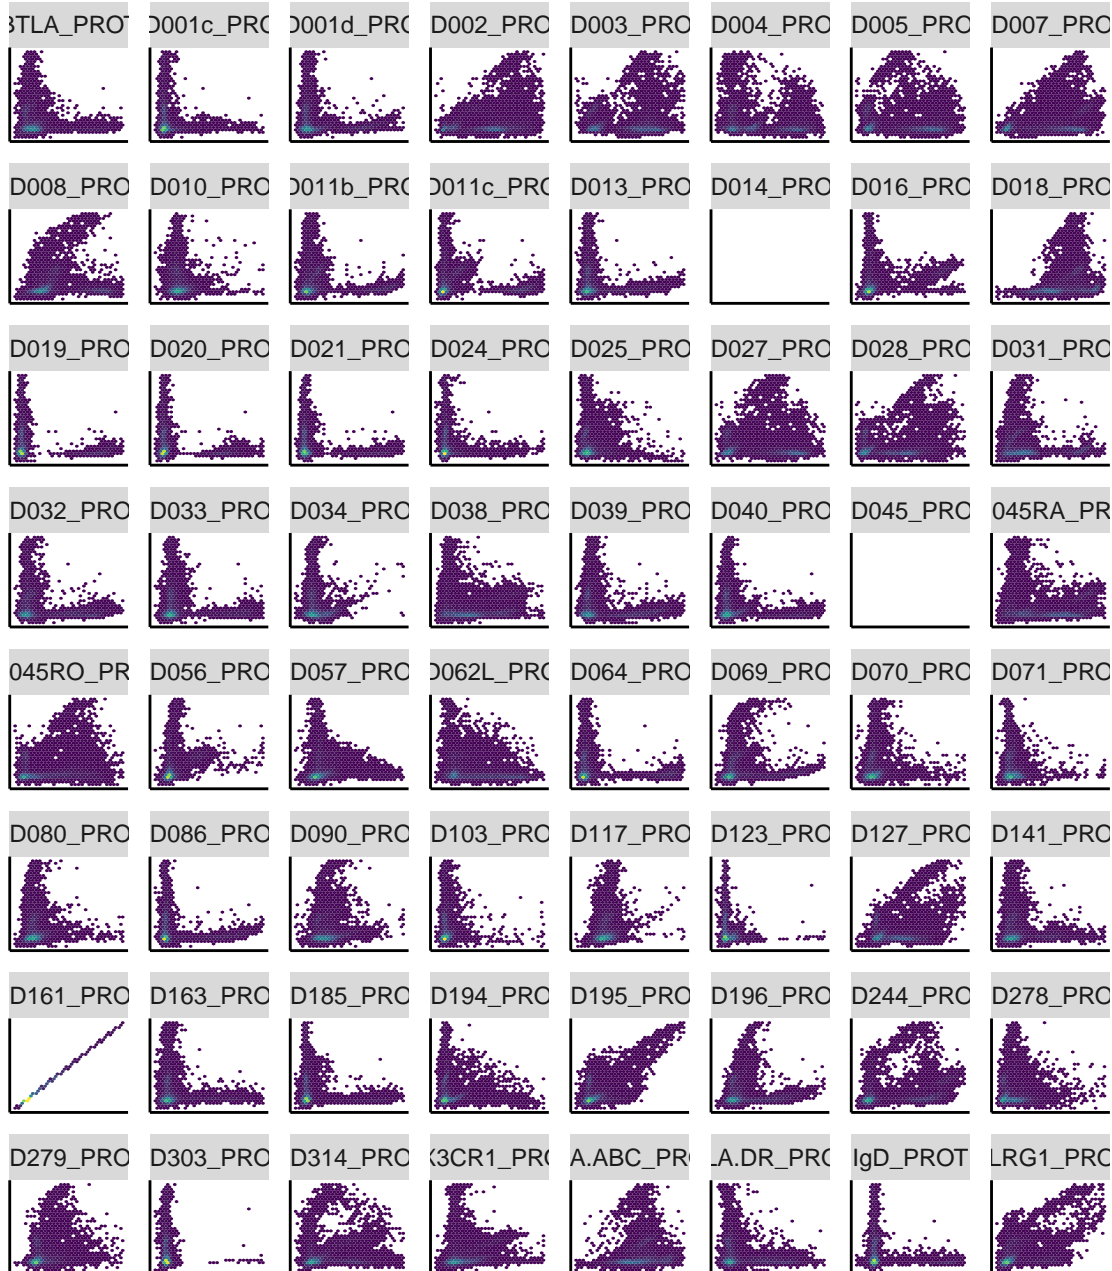 BTLA_PROT D001c_PRO D001d_PRO D002_PRO D003_PRO D004_PRO D005_PRO D007_PRO
D008_PRO D010_PRO D011b_PRO D011c_PRO D013_PRO D014_PRO D016_PRO D018_PRO
D019_PRO D020_PRO D021_PRO D024_PRO D025_PRO D027_PRO D028_PRO D031_PRO
D032_PRO D033_PRO D034_PRO D038_PRO D039_PRO D040_PRO D045_PRO 045RA_PR
045RO_PR D056_PRO D057_PRO D062L_PRO D064_PRO D069_PRO D070_PRO D071_PRO
D080_PRO D086_PRO D090_PRO D103_PRO D117_PRO D123_PRO D127_PRO D141_PRO
D161_PRO D163_PRO D185_PRO D194_PRO D195_PRO D196_PRO D244_PRO D278_PRO
D279_PRO D303_PRO D314_PRO X3CR1_PRO A.ABC_PR LA.DR_PRO IgD_PROT LRG1_PRO